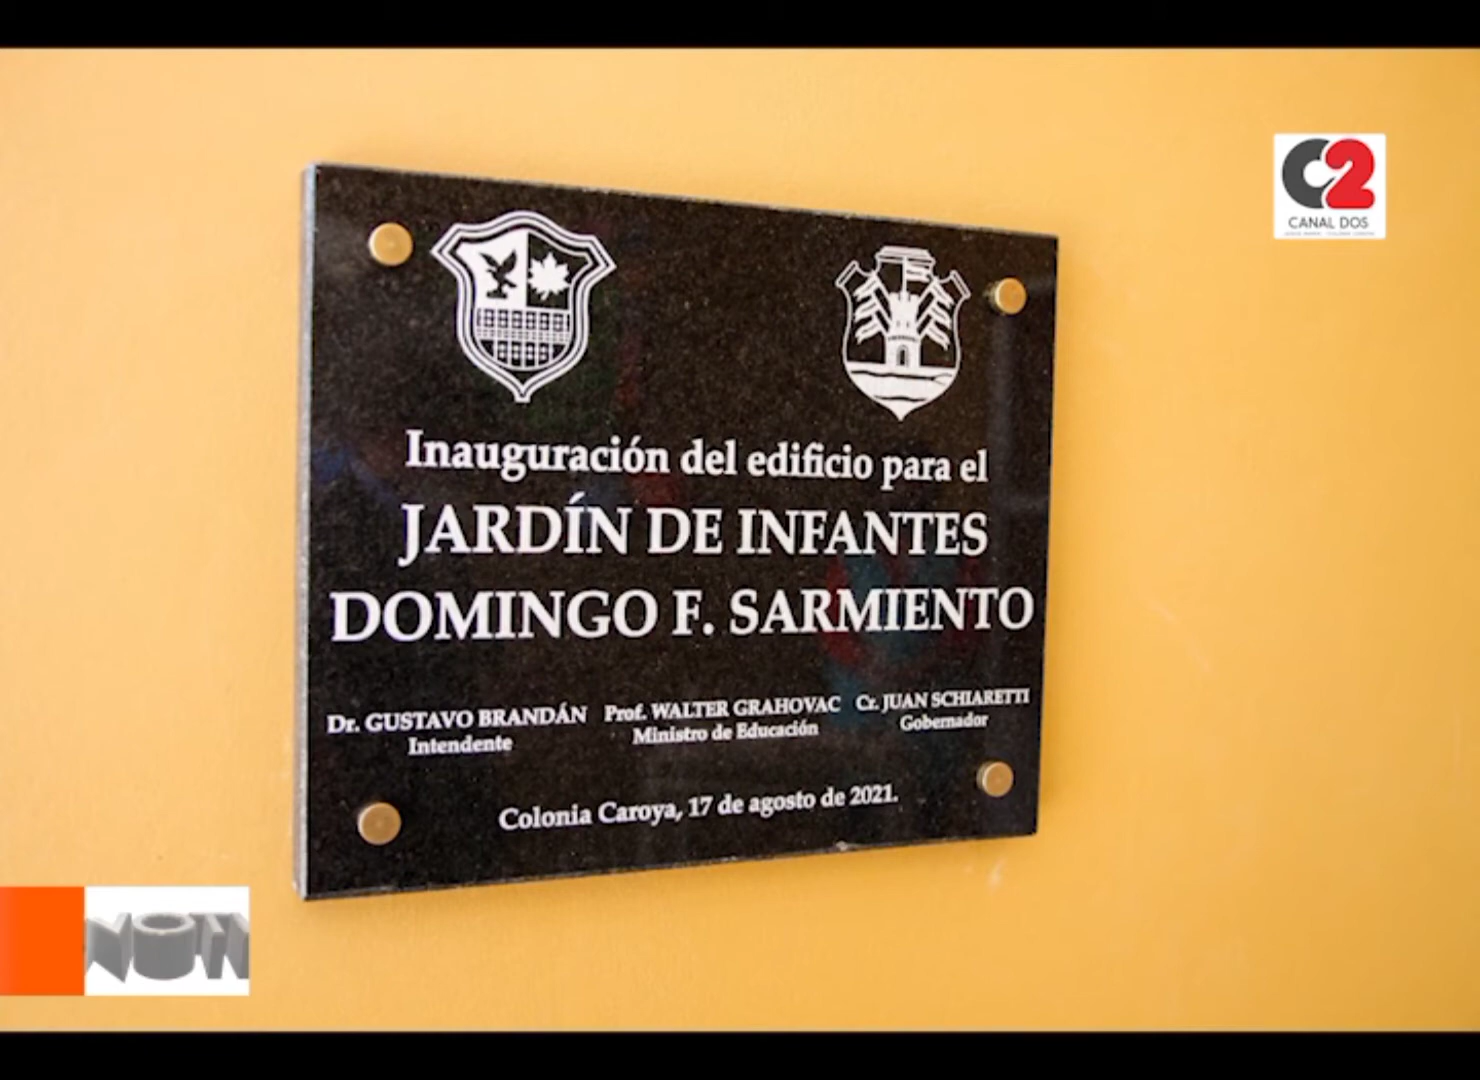 C2
CANAL DOS
Inauguración del edificio para el
JARDÍN DE INFANTES
DOMINGO F. SARMIENTO
Dr. GUSTAVO BRANDÁN Prof. WALTER GRAHOVAC Cr. JUAN SCHIARETTI
Intendente Ministro de Educación Gobernador
Colonia Caroya, 17 de agosto de 2021.
NOTI